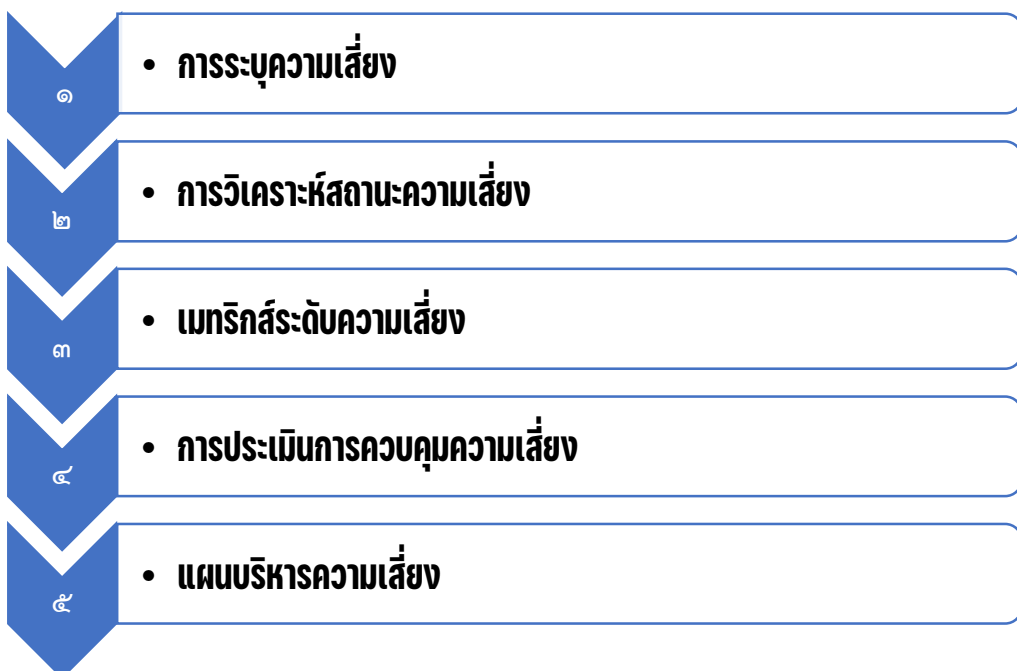 ๑
• การระบุความเสี่ยง
๒
• การวิเคราะห์สถานะความเสี่ยง
๓
• เมทริกส์ระดับความเสี่ยง
๔
• การประเมินการควบคุมความเสี่ยง
๕
• แผนบริหารความเสี่ยง